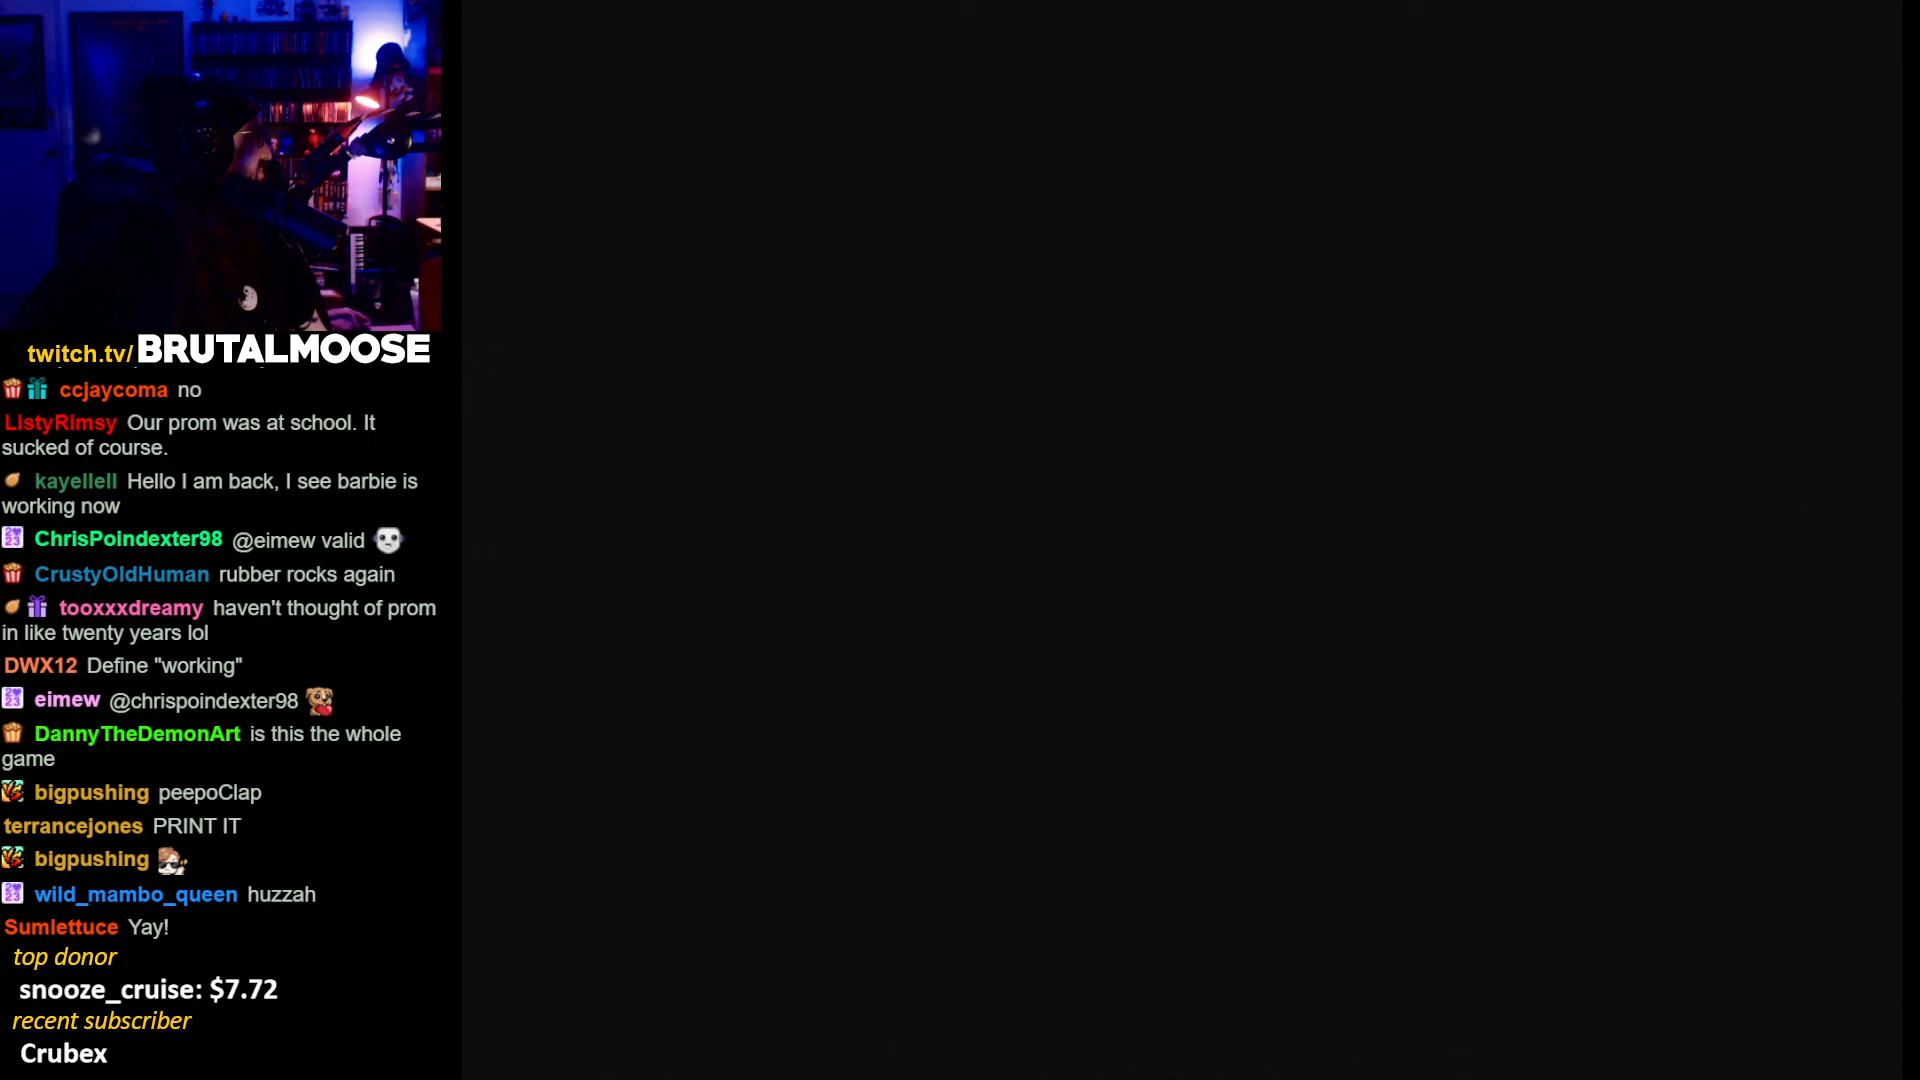 twitch.tv/BRUTALMOOSE
ccjaycoma no
ListyRimsy Our prom was at school. It
sucked of course.
kayellell Hello I am back, I see barbie is
working now
ChrisPoindexter98 @eimew valid
CrustyOldHuman rubber rocks again
tooxxxdreamy haven't thought of prom
in like twenty years lol
DWX12 Define "working"
eimew @chrispoindexter98
DannyTheDemonArt is this the whole
game
bigpushing peepoClap
terrancejones PRINT IT
bigpushing
wild_mambo_queen huzzah
Sumlettuce Yay!
top donor
snooze_cruise: $7.72
recent subscriber
Crubex